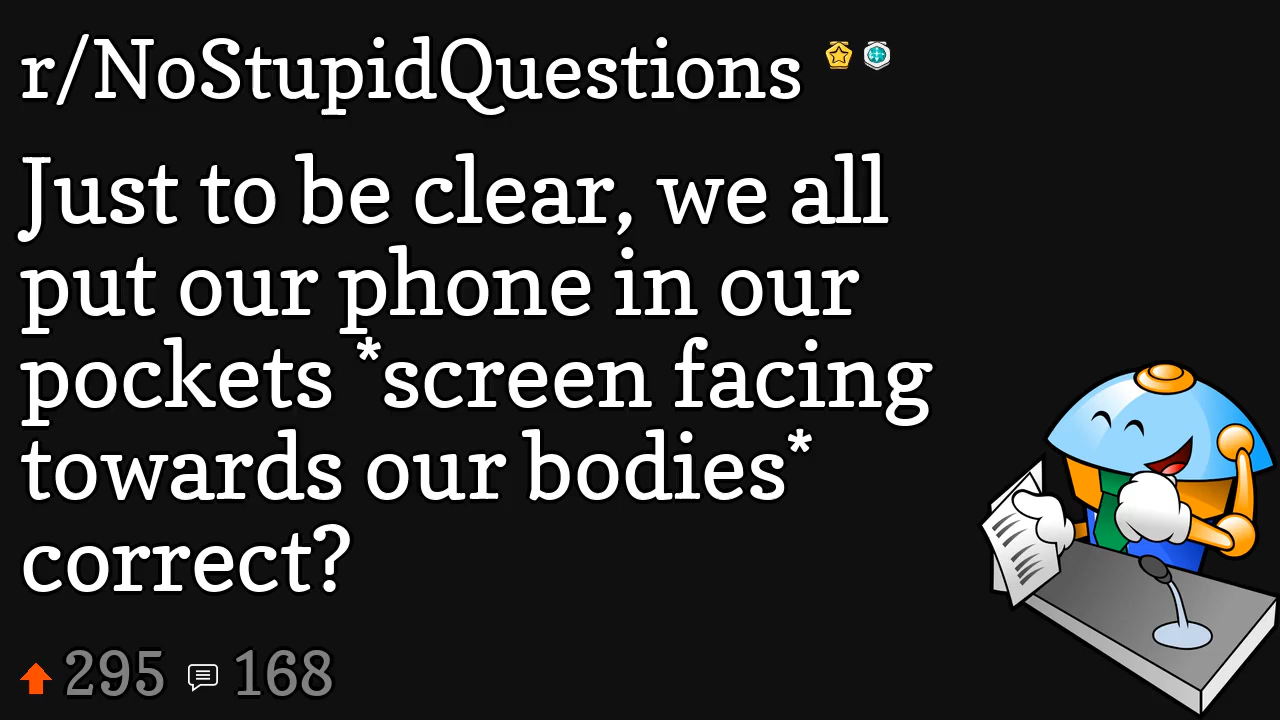 r/NoStupidQuestions
Just to be clear, we all
put our phone in our
pockets *screen facing
towards our bodies*
correct?
295 168